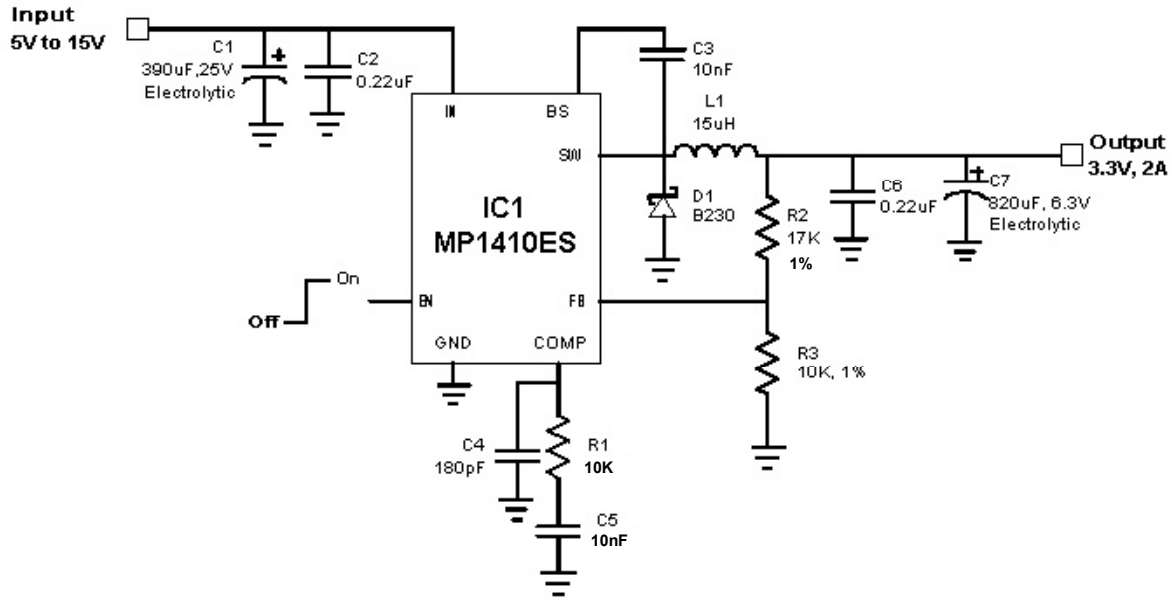 Input
5V to 15V
C1
+
390uF,25V
Electrolytic
C2
0.22uF
C3
10nF
L1
15uH
IN
BS
SW
Output
3.3V, 2A
IC1
MP1410ES
D1
B230
R2
17K
1%
C6
0.22uF
+
C7
820uF, 6.3V
Electrolytic
On
Off
EN
FB
GND
COMP
R3
10K, 1%
C4
180pF
R1
10K
C5
10nF